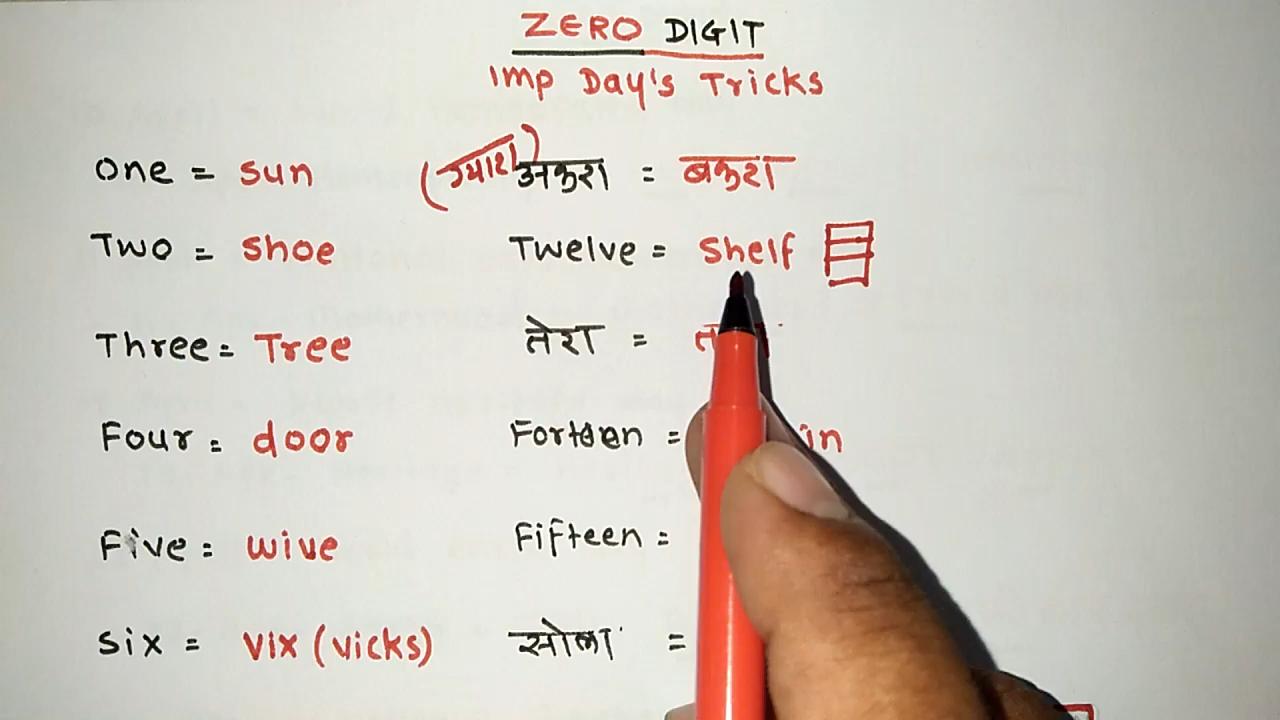 ZERO DIGIT
Imp Day's Tricks
One = Sun
(ग्यारा) अकरा = बकरा
Two = Shoe
Twelve = Shelf
Three = Tree
तेरा =
Four = door
Forteen =
Five = wive
Fifteen =
Six = Vix (vicks)
सोला =